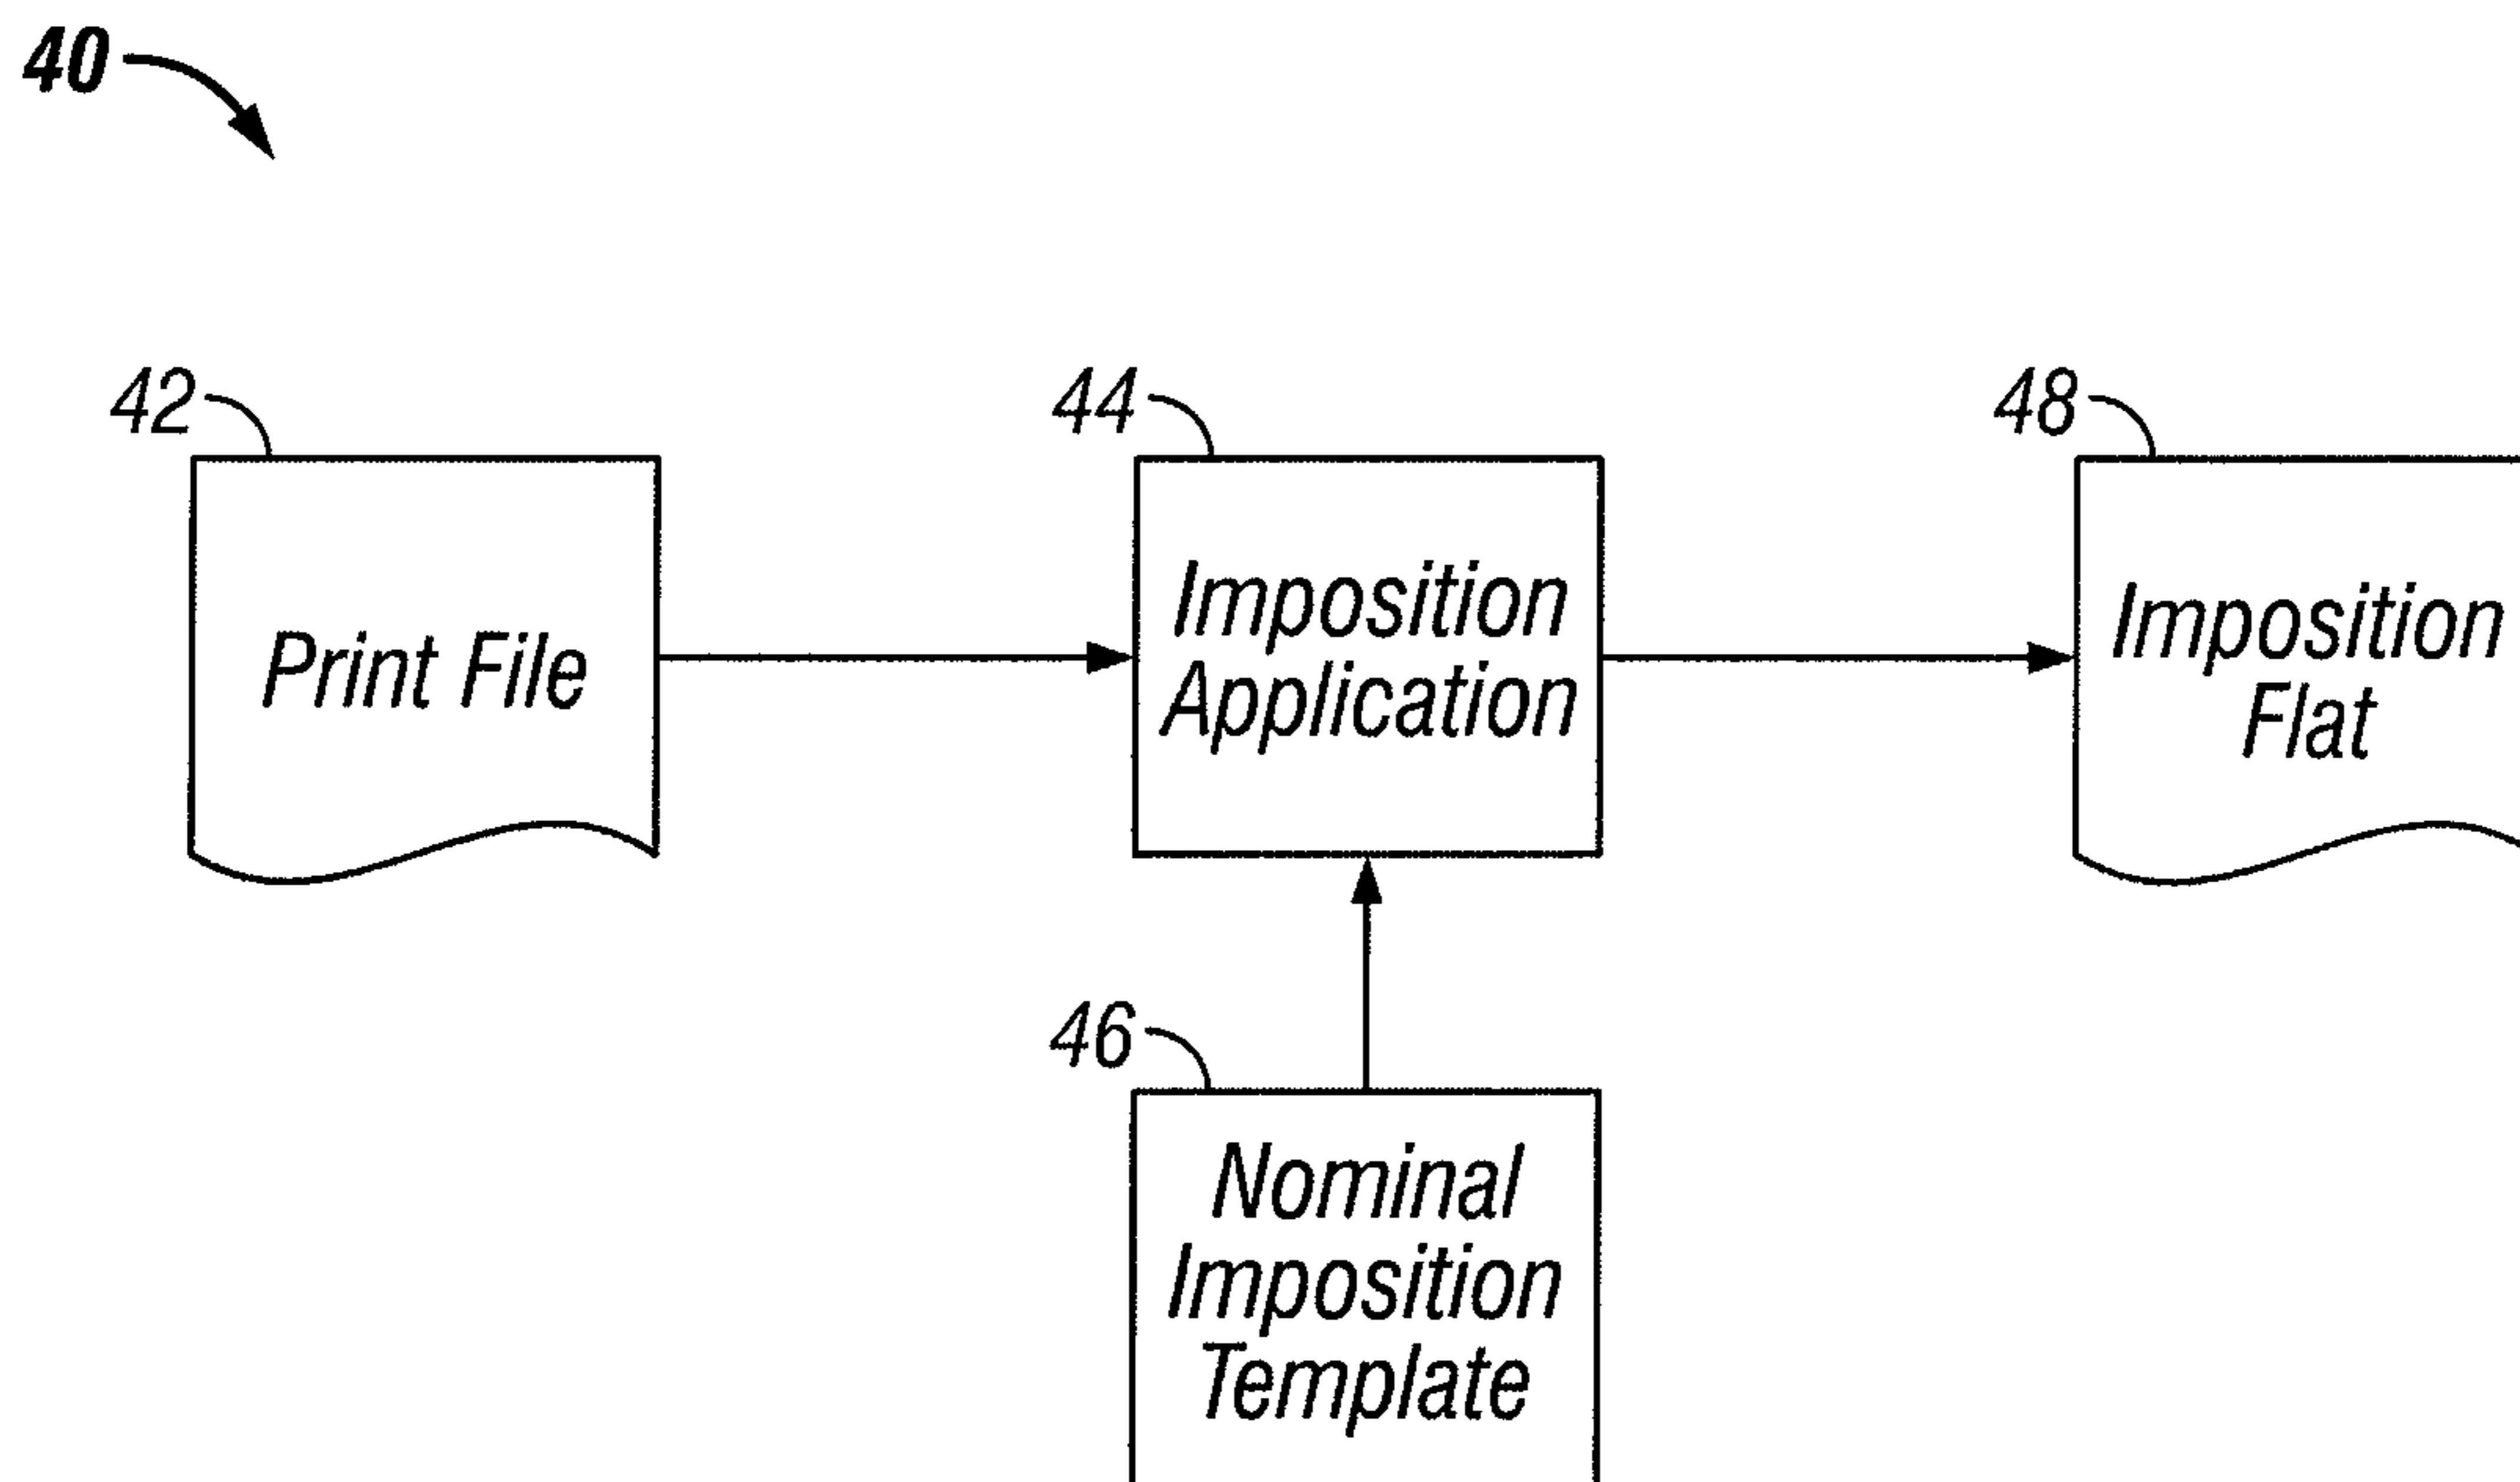 40
42
44
48
Print File
Imposition
Application
Imposition
Flat
46
Nominal
Imposition
Template